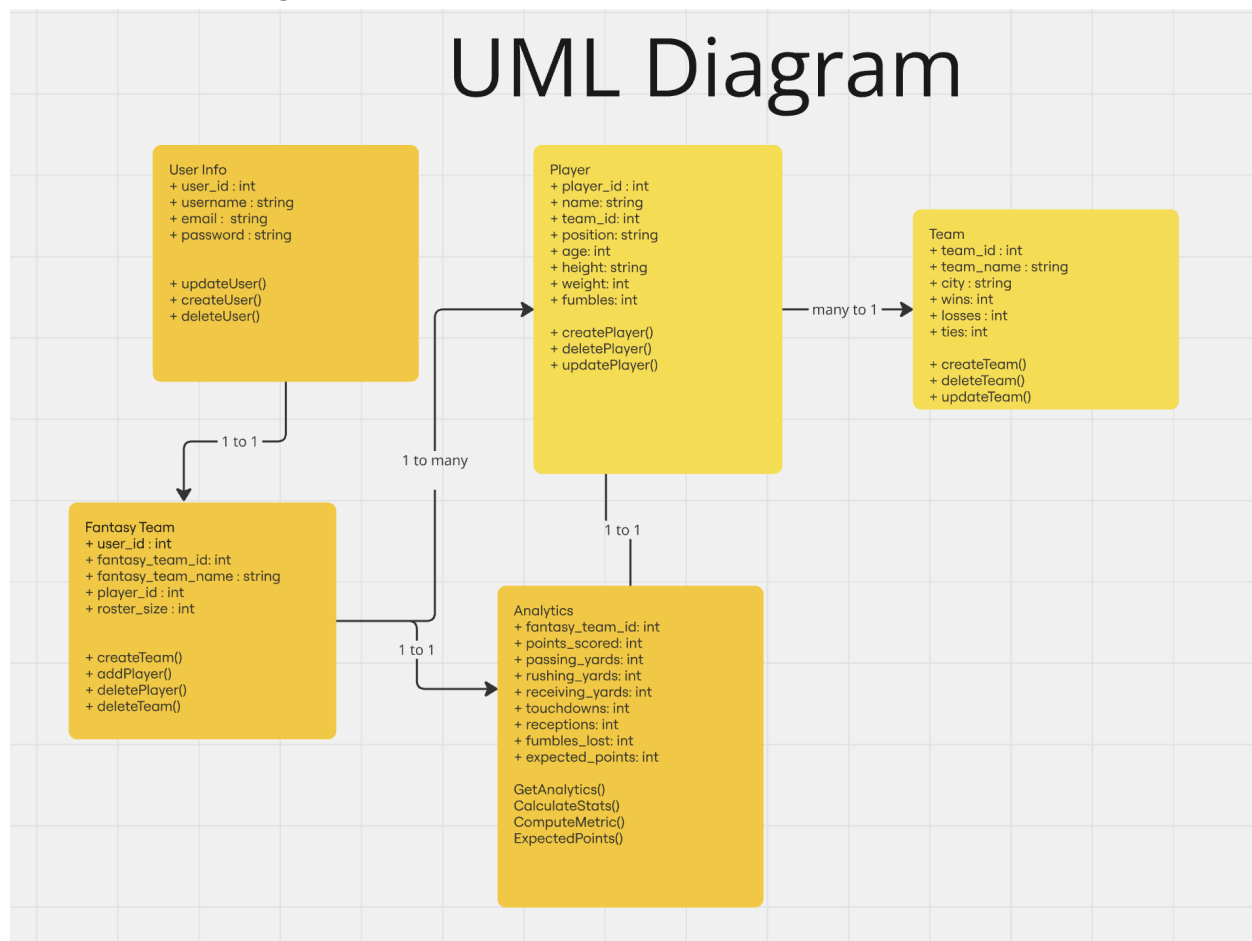 UML Diagram
User Info
+ user_id : int
+ username : string
+ email :  string
+ password : string
+ updateUser()
+ createUser()
+ deleteUser()
Player
+ player_id : int
+ name: string
+ team_id: int
+ position: string
+ age: int
+ height: string
+ weight: int
+ fumbles: int
+ createPlayer()
+ deletePlayer()
+ updatePlayer()
Team
+ team_id : int
+ team_name : string
+ city : string
+ wins: int
+ losses : int
+ ties: int
+ createTeam()
+ deleteTeam()
+ updateTeam()
many to 1
1 to 1
1 to many
Fantasy Team
+ user_id : int
+ fantasy_team_id: int
+ fantasy_team_name : string
+ player_id : int
+ roster_size : int
+ createTeam()
+ addPlayer()
+ deletePlayer()
+ deleteTeam()
1 to 1
1 to 1
Analytics
+ fantasy_team_id: int
+ points_scored: int
+ passing_yards: int
+ rushing_yards: int
+ receiving_yards: int
+ touchdowns: int
+ receptions: int
+ fumbles_lost: int
+ expected_points: int
GetAnalytics()
CalculateStats()
ComputeMetric()
ExpectedPoints()